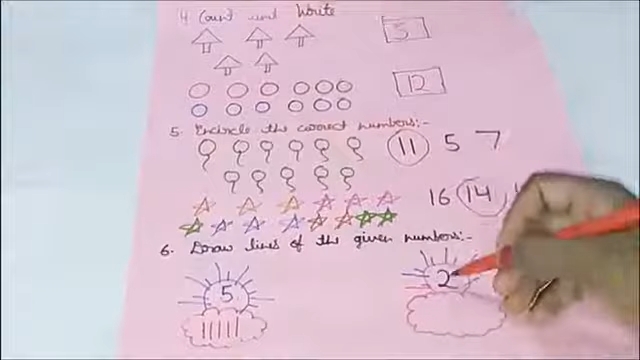 4 Count and Write
5
12
5. Encircle the correct numbers:-
11 5 7
16 14
6. Draw lines of the given numbers:-
5 2